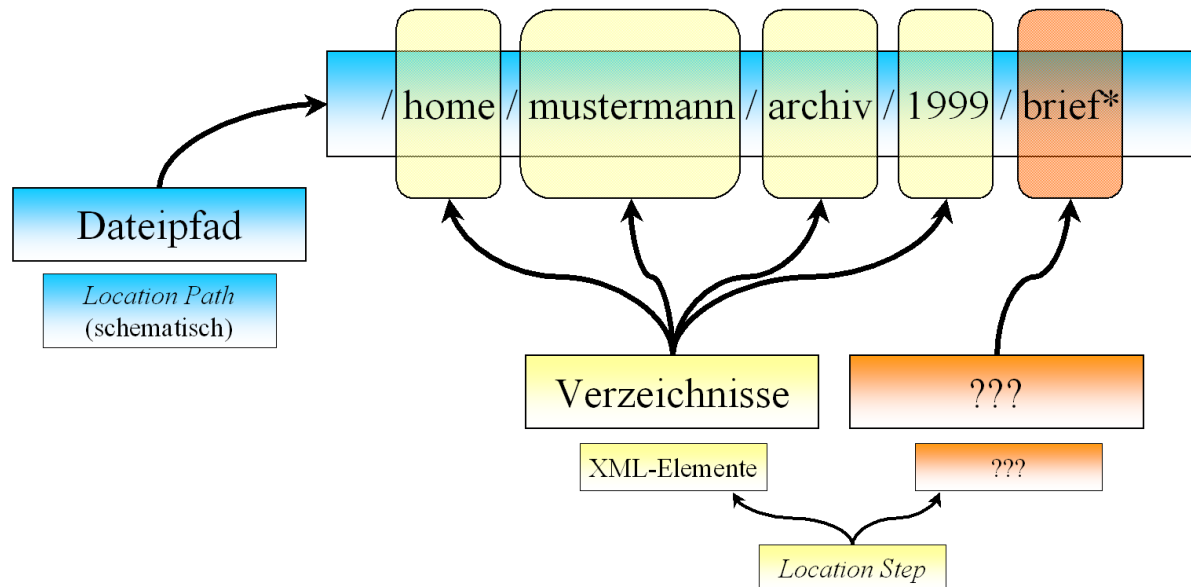 / home / mustermann / archiv / 1999 / brief*
Dateipfad
Location Path
(schematisch)
Verzeichnisse
???
XML-Elemente
???
Location Step